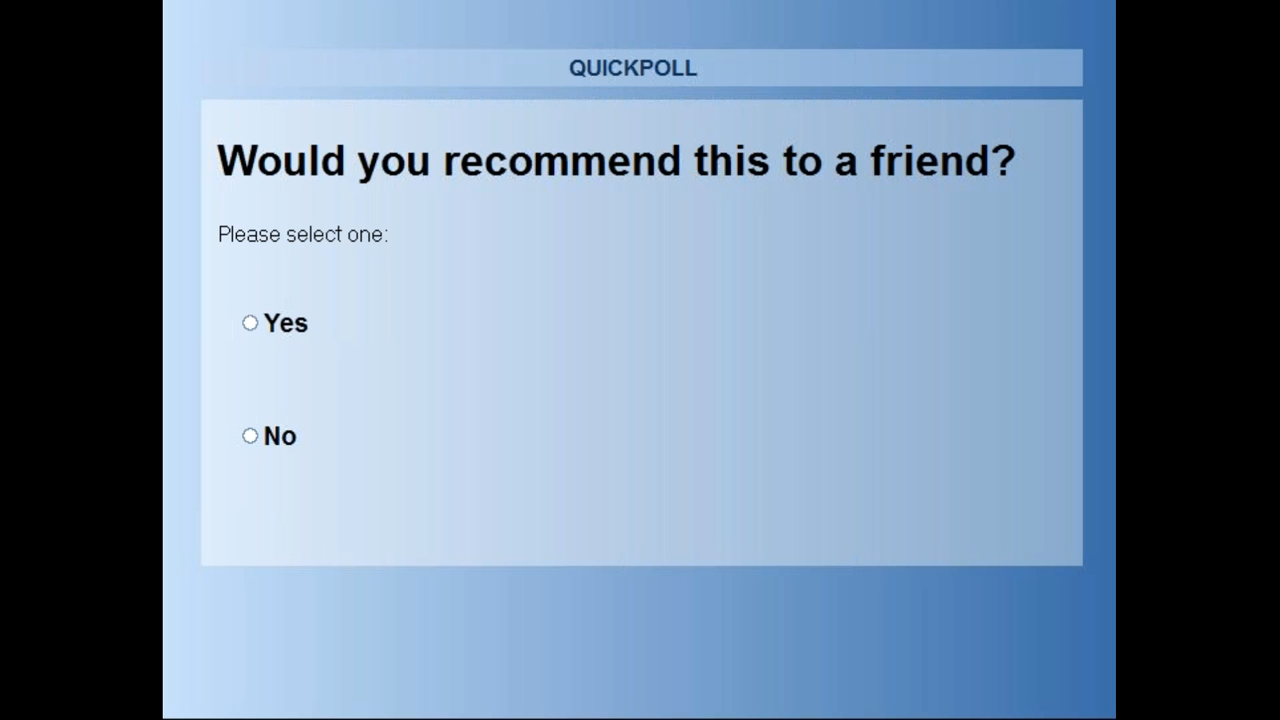 QUICKPOLL
Would you recommend this to a friend?
Please select one:
Yes
No